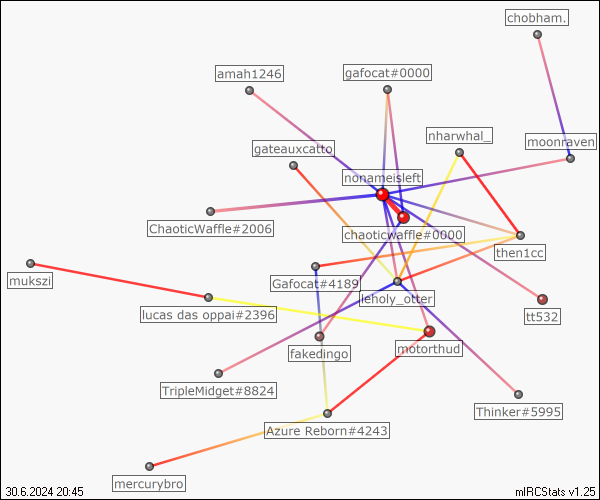 chobham.
amah1246
gafocat#0000
nharwhal_
moonraven
gateauxcatto
nonameisleft
ChaoticWaffle#2006
chaoticwaffle#0000
then1cc
mukszi
Gafocat#4189
leholy_otter
lucas das oppai#2396
tt532
fakedingo
motorthud
TripleMidget#8824
Thinker#5995
Azure Reborn#4243
mercurybro
30.6.2024 20:45
mIRCStats v1.25